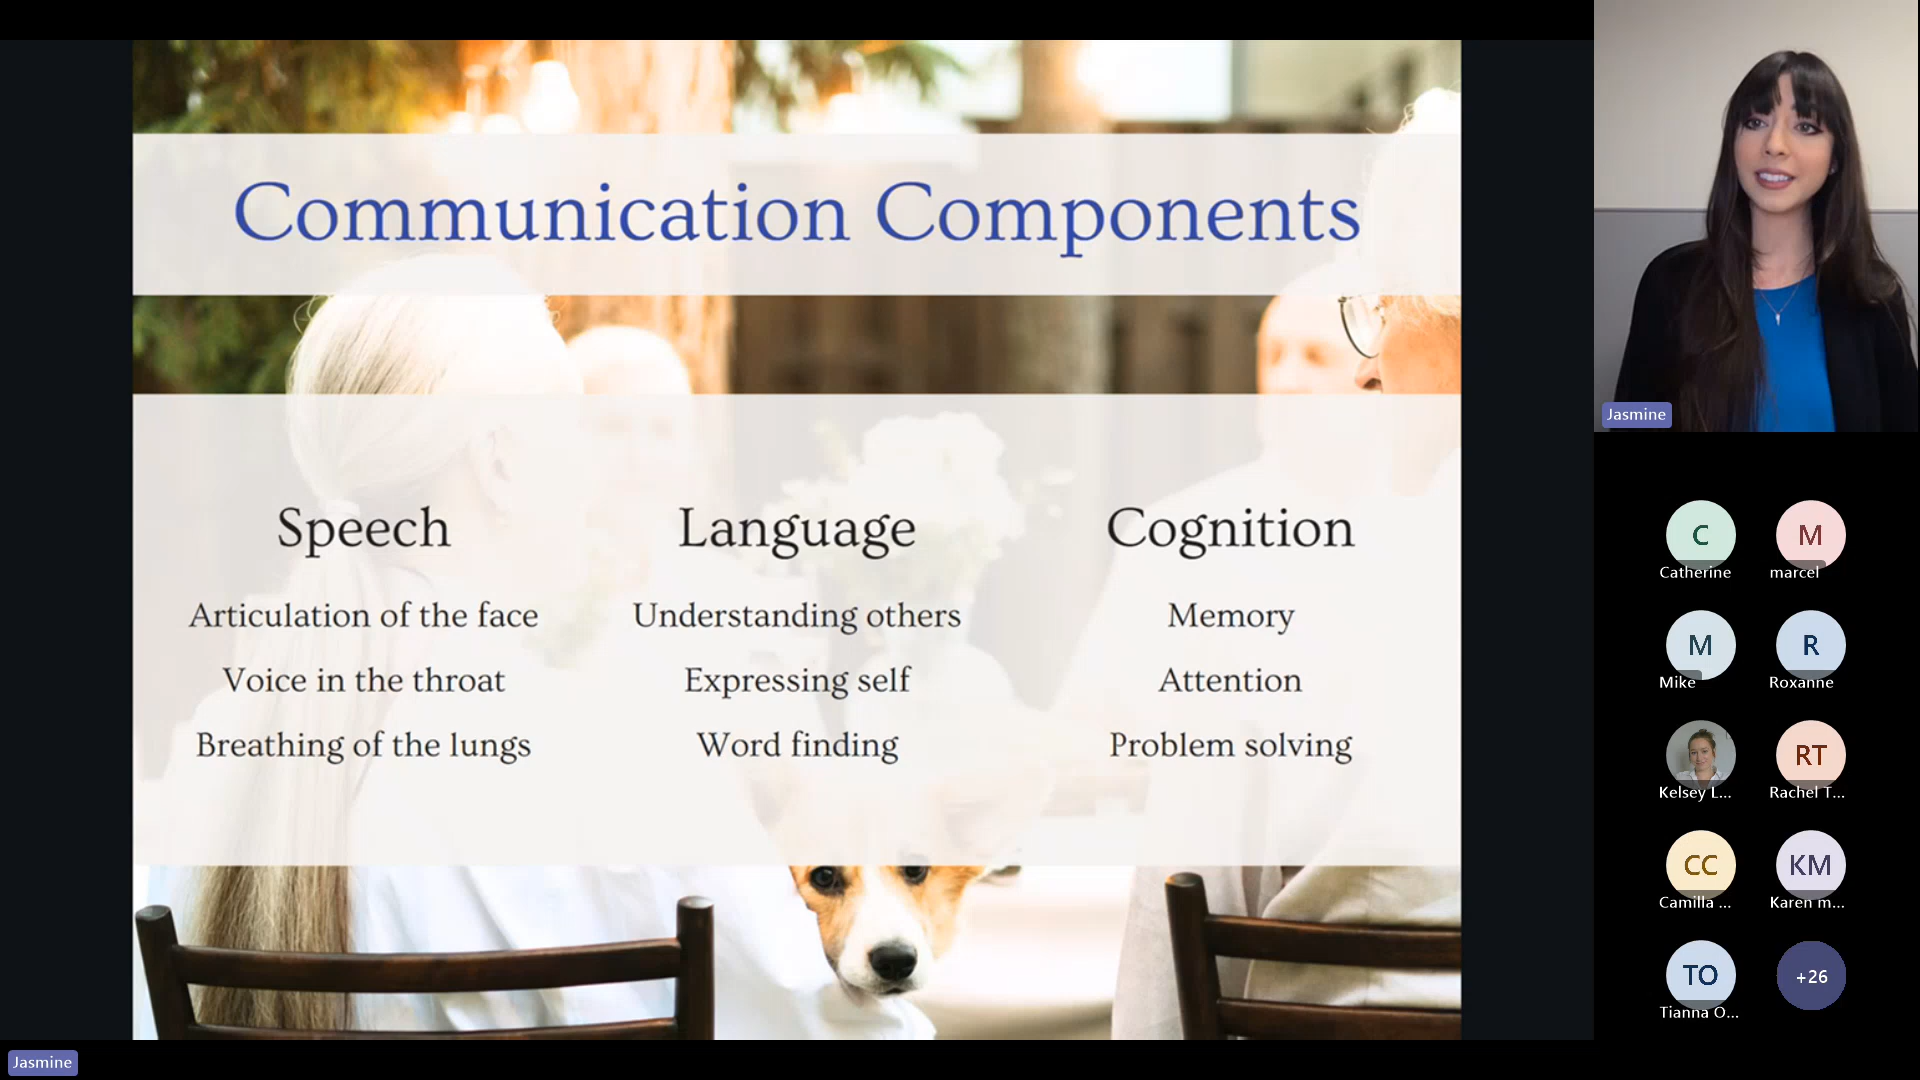 Communication Components
Speech
Articulation of the face
Voice in the throat
Breathing of the lungs
Language
Understanding others
Expressing self
Word finding
Cognition
Memory
Attention
Problem solving
Jasmine
C
Catherine
M
marcel
M
Mike
R
Roxanne
Kelsey L...
RT
Rachel T...
CC
Camilla ...
KM
Karen m...
TO
Tianna O...
+26
Jasmine